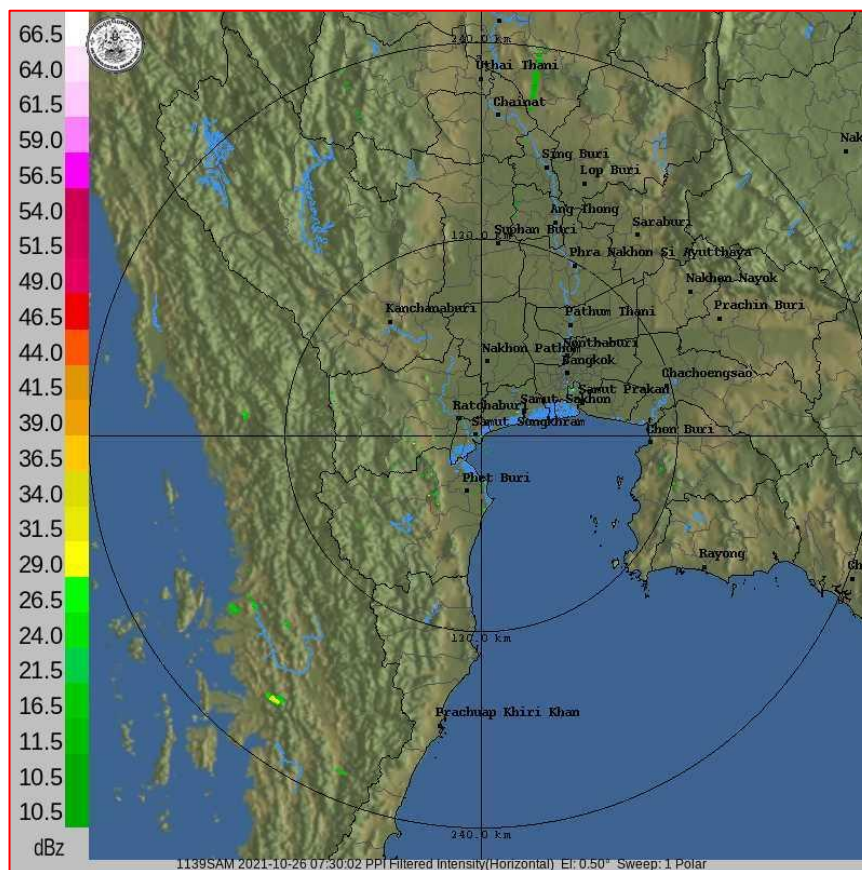 66.5
64.0
61.5
59.0
56.5
54.0
51.5
49.0
46.5
44.0
41.5
39.0
36.5
34.0
31.5
29.0
26.5
24.0
21.5
16.5
11.5
10.5
10.5
dBz
240.0 km
Uthai Thani
Chainat
Nak
Sing Buri
Lop Buri
Ang Thong
Saraburi
Suphan Buri
120.0 km
Phra Nakhon Si Ayutthaya
Nakhon Nayok
Kanchanaburi
Prachin Buri
Pathum Thani
Nonthaburi
Nakhon Pathom
Bangkok
Chachoengsao
Samut Prakan
Samut Sakhon
Ratchaburi
Samut Songkhram
Chon Buri
Phet Buri
Rayong
Ch
120.0 km
Prachuap Khiri Khan
240.0 km
1139SAM 2021-10-26 07:30:02 PPI Filtered Intensity(Horizontal) El: 0.50° Sweep: 1 Polar